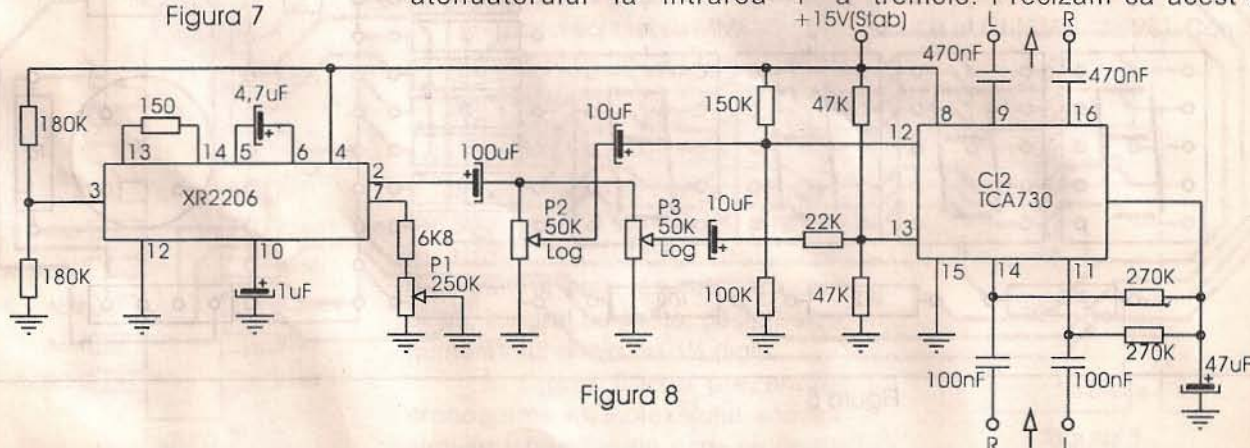 Figura 7
atenuatorului la intrarea - a tremelo. Precizăm că acest
+15V(Stab)
L
R
470nF
470nF
180K
150
4,7uF
10uF
150K
47K
8
9
16
13
14
5
6
4
12
100uF
3
XR2206
2
7
P2
50K
Log
P3
50K
Log
10uF
22K
13
CI2
TCA730
12
10
6K8
P1
250K
15
14
11
180K
1uF
100K
47K
270K
270K
100nF
100nF
47uF
Figura 8
R
L